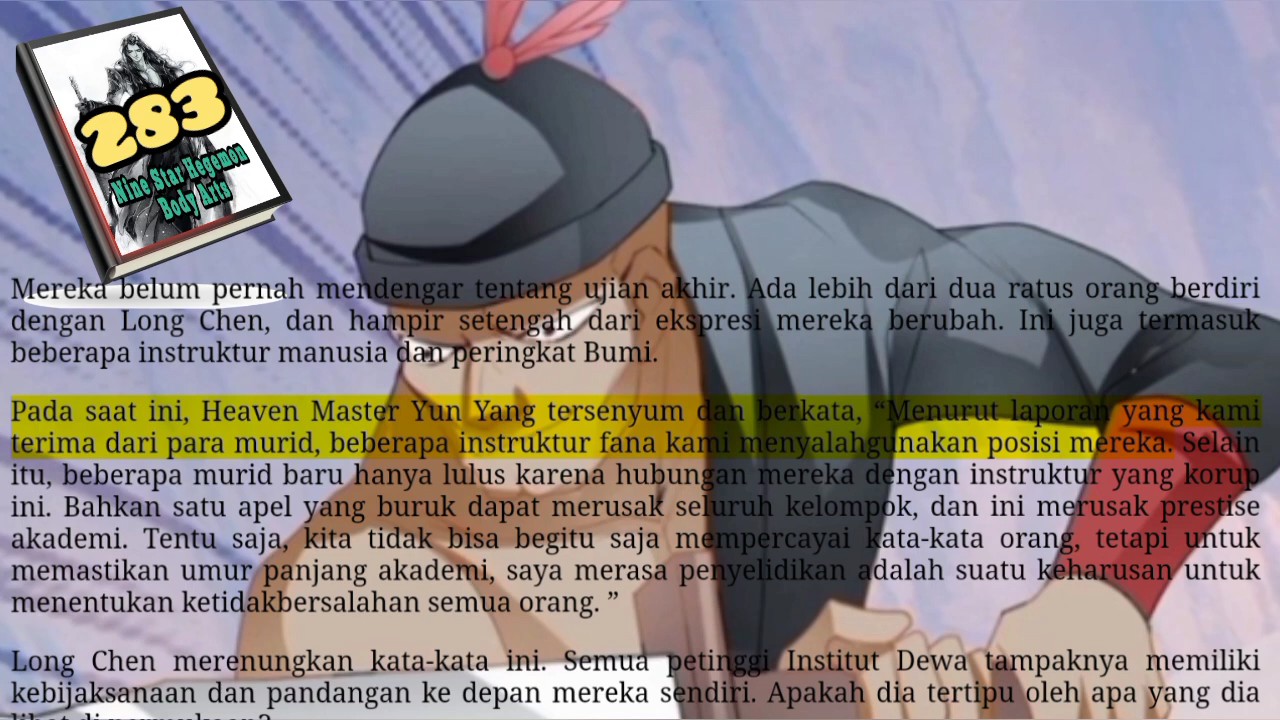 283
Nine Star Hegemon
Body Arts
Mereka belum pernah mendengar tentang ujian akhir. Ada lebih dari dua ratus orang berdiri
dengan Long Chen, dan hampir setengah dari ekspresi mereka berubah. Ini juga termasuk
beberapa instruktur manusia dan peringkat Bumi.
Pada saat ini, Heaven Master Yun Yang tersenyum dan berkata, “Menurut laporan yang kami
terima dari para murid, beberapa instruktur fana kami menyalahgunakan posisi mereka. Selain
itu, beberapa murid baru hanya lulus karena hubungan mereka dengan instruktur yang korup
ini. Bahkan satu apel yang buruk dapat merusak seluruh kelompok, dan ini merusak prestise
akademi. Tentu saja, kita tidak bisa begitu saja mempercayai kata-kata orang, tetapi untuk
memastikan umur panjang akademi, saya merasa penyelidikan adalah suatu keharusan untuk
menentukan ketidakbersalahan semua orang. ”
Long Chen merenungkan kata-kata ini. Semua petinggi Institut Dewa tampaknya memiliki
kebijaksanaan dan pandangan ke depan mereka sendiri. Apakah dia tertipu oleh apa yang dia